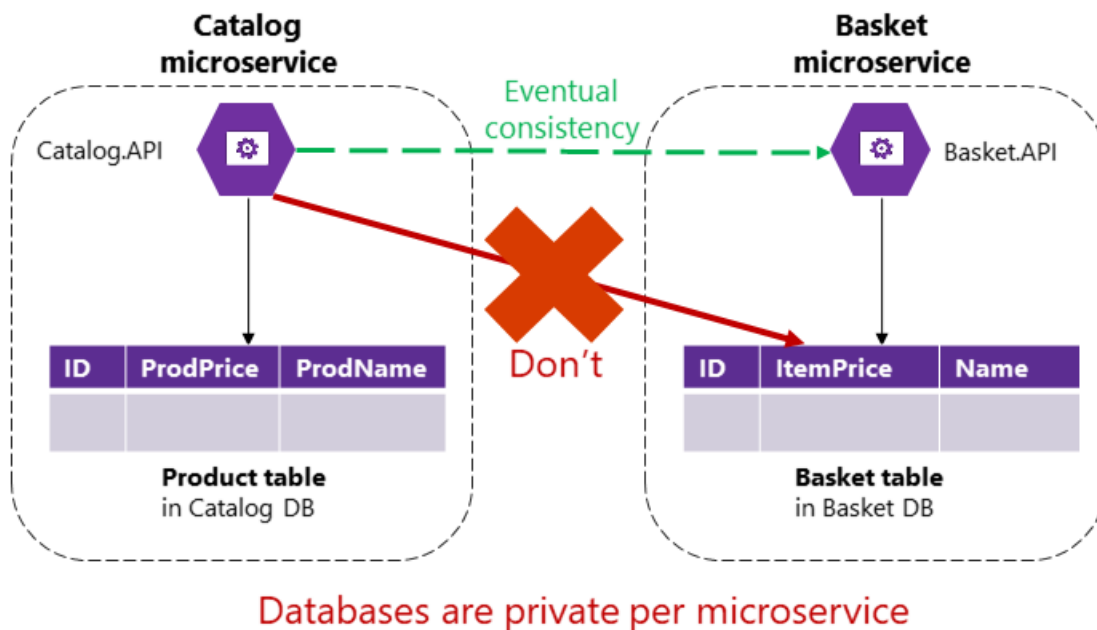 Catalog
microservice
Basket
microservice
Eventual
consistency
Catalog.API
Basket.API
Don't
ID ProdPrice ProdName
ID ItemPrice Name
Product table
in Catalog DB
Basket table
in Basket DB
Databases are private per microservice